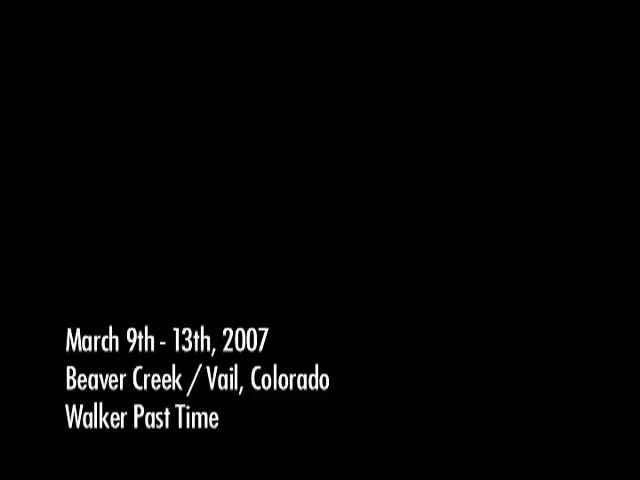 March 9th - 13th, 2007
Beaver Creek / Vail, Colorado
Walker Past Time